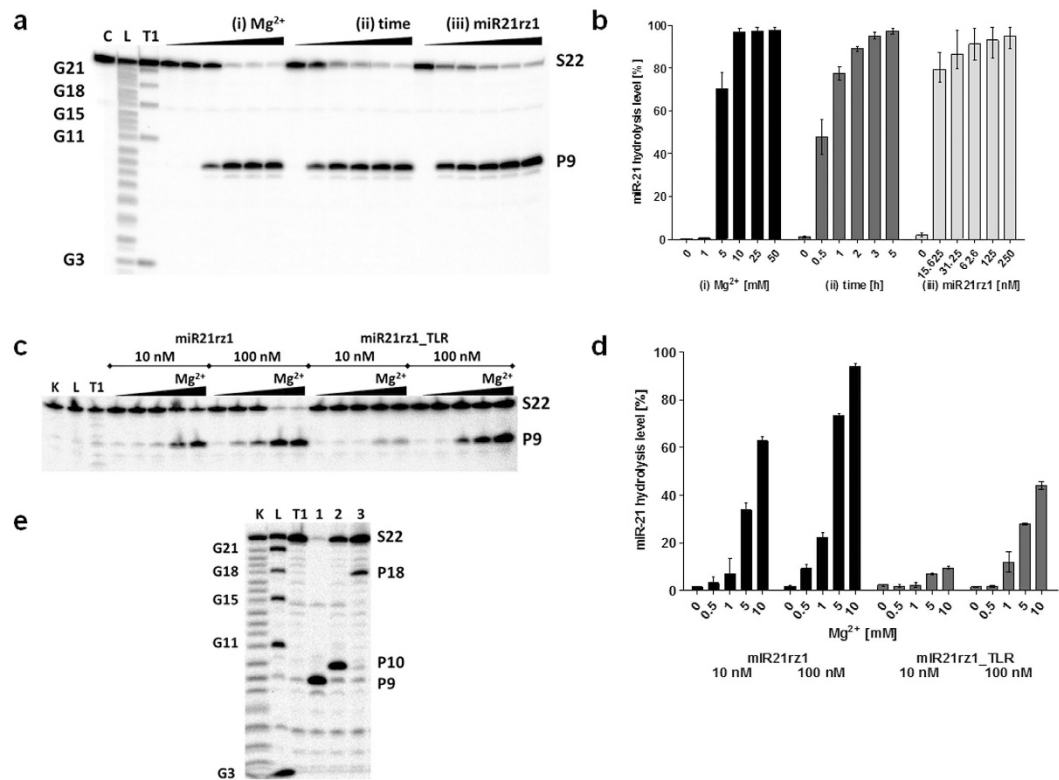 a
(i) Mg²⁺ (ii) time (iii) miR21rz1
C L T1
S22
G21
G18
G15
G11
P9
G3
b
miR-21 hydrolysis level [%]
100
80
60
40
20
0
0 1 5 10 25 50 0 0.5 1 2 3 5 0 15.625 31.25 62.6 125 250
(i) Mg²⁺ [mM] (ii) time [h] (iii) miR21rz1 [nM]
c
miR21rz1 miR21rz1_TLR
10 nM 100 nM 10 nM 100 nM
Mg²⁺ Mg²⁺ Mg²⁺ Mg²⁺
K L T1
S22
P9
d
miR-21 hydrolysis level [%]
100
80
60
40
20
0
0 0.5 1 5 10 0 0.5 1 5 10 0 0.5 1 5 10 0 0.5 1 5 10
Mg²⁺ [mM]
mIR21rz1 mIR21rz1_TLR
10 nM 100 nM 10 nM 100 nM
e
K L T1 1 2 3
S22
G21
G18 P18
G15
G11
P10
P9
G3